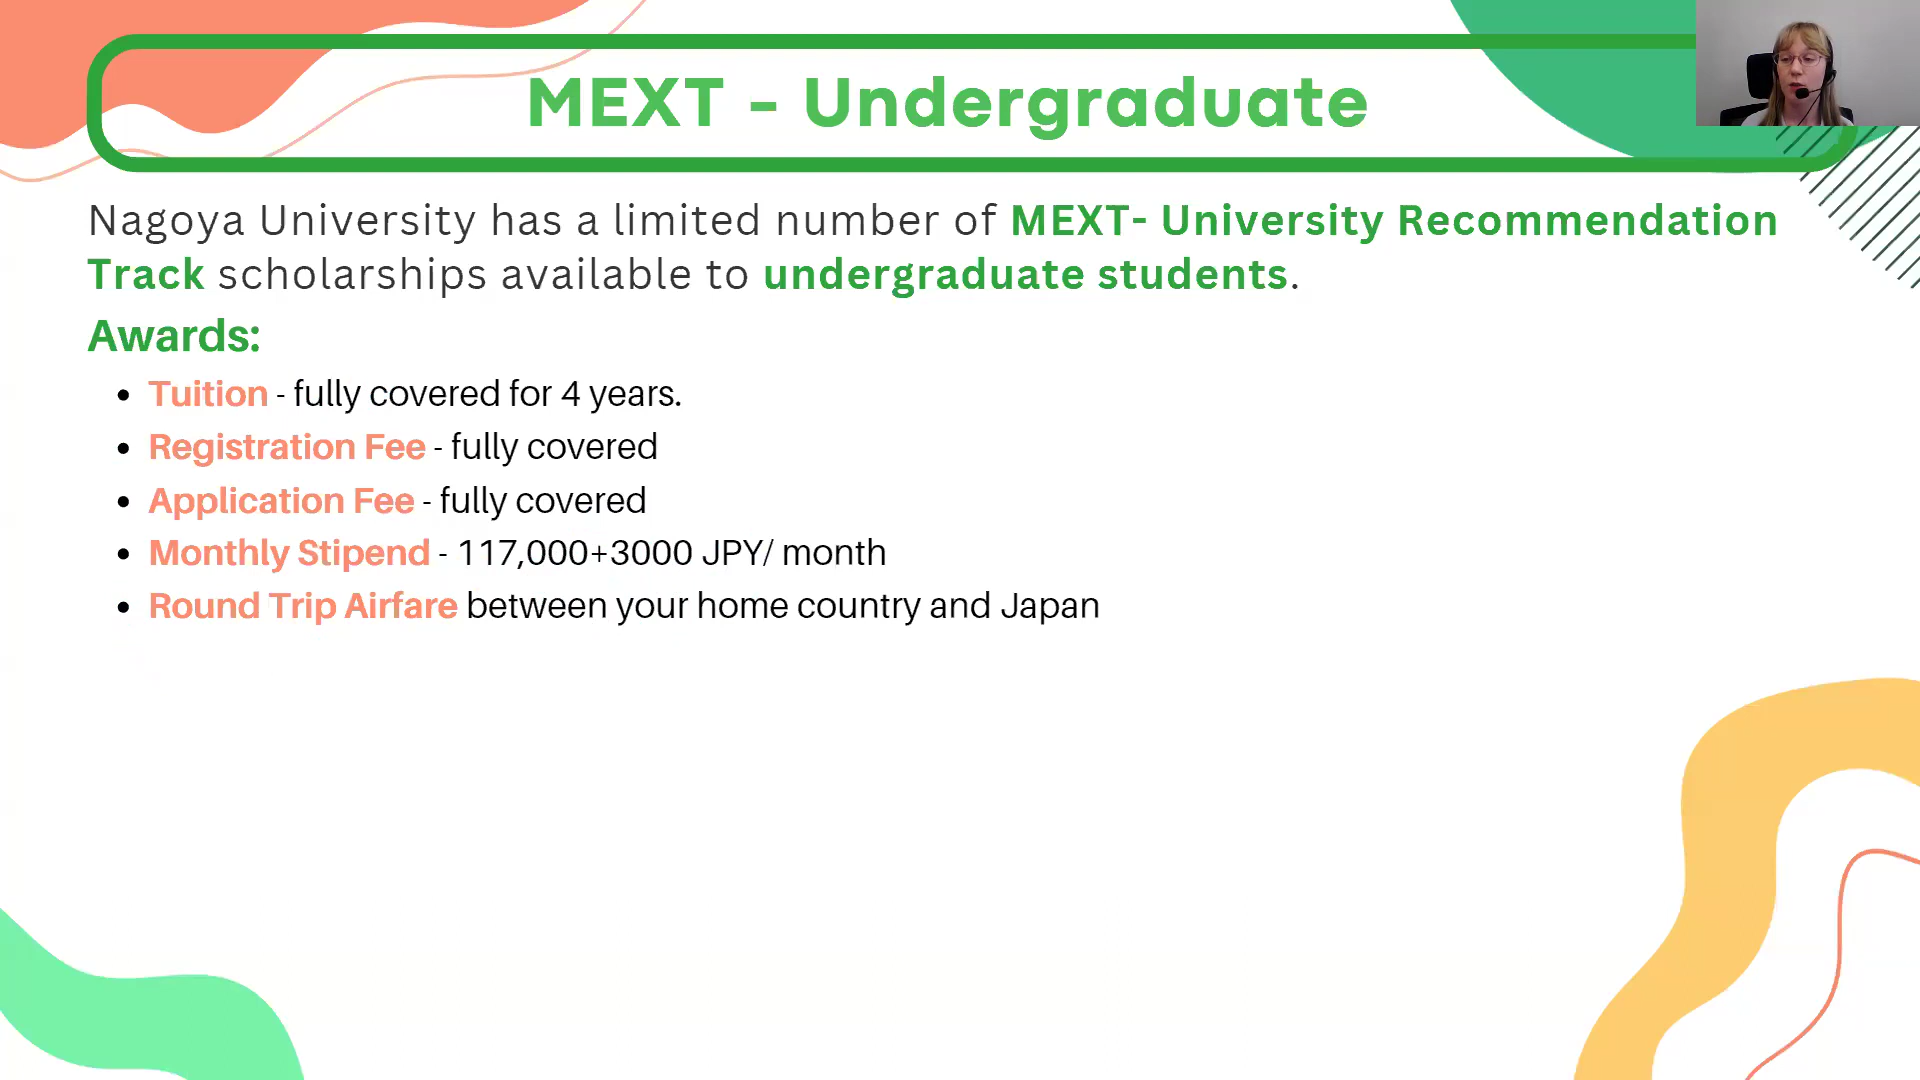 MEXT - Undergraduate
Nagoya University has a limited number of MEXT- University Recommendation
Track scholarships available to undergraduate students.
Awards:
• Tuition - fully covered for 4 years.
• Registration Fee - fully covered
• Application Fee - fully covered
• Monthly Stipend - 117,000+3000 JPY/ month
• Round Trip Airfare between your home country and Japan